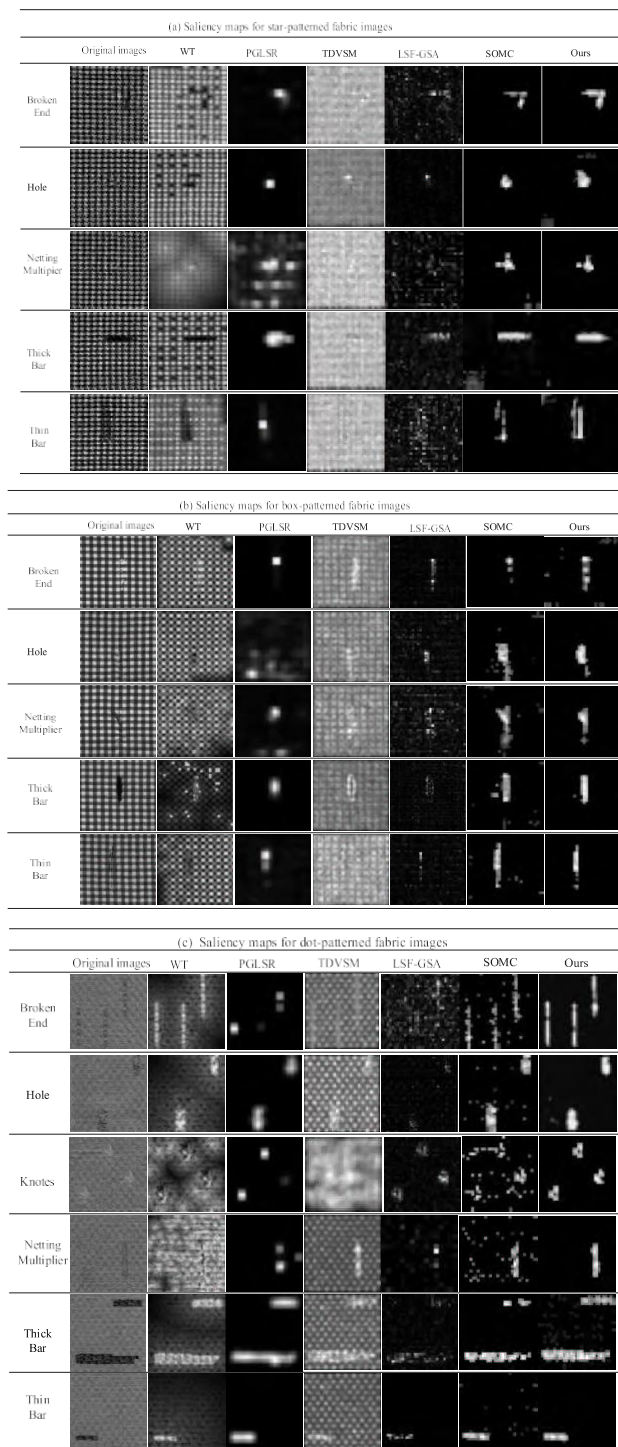 (a) Saliency maps for star-patterned fabric images
Original images WT PGLSR TDVSM LSF-GSA SOMC Ours
Broken
End
Hole
Netting
Multipier
Thick
Bar
Thin
Bar
(b) Saliency maps for box-patterned fabric images
Original images WT PGLSR TDVSM LSF-GSA SOMC Ours
Broken
End
Hole
Netting
Multiplier
Thick
Bar
Thin
Bar
(c) Saliency maps for dot-patterned fabric images
Original images WT PGLSR TDVSM LSF-GSA SOMC Ours
Broken
End
Hole
Knotes
Netting
Multiplier
Thick
Bar
Thin
Bar